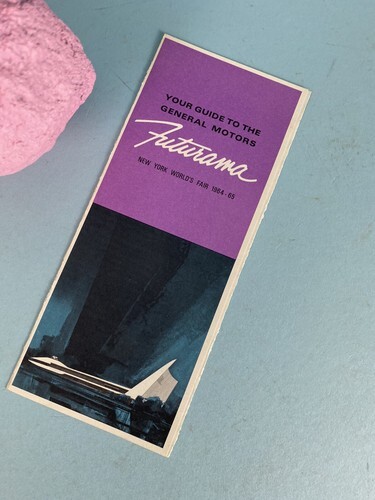 YOUR GUIDE TO THE
GENERAL MOTORS
Futurama
NEW YORK WORLD'S FAIR 1964-65